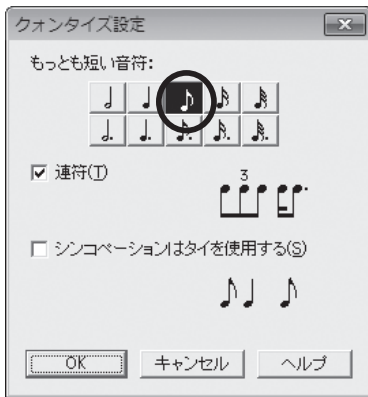 クォンタイズ設定
もっとも短い音符:
連符(T)
3
シンコペーションはタイを使用する(S)
OK キャンセル ヘルプ